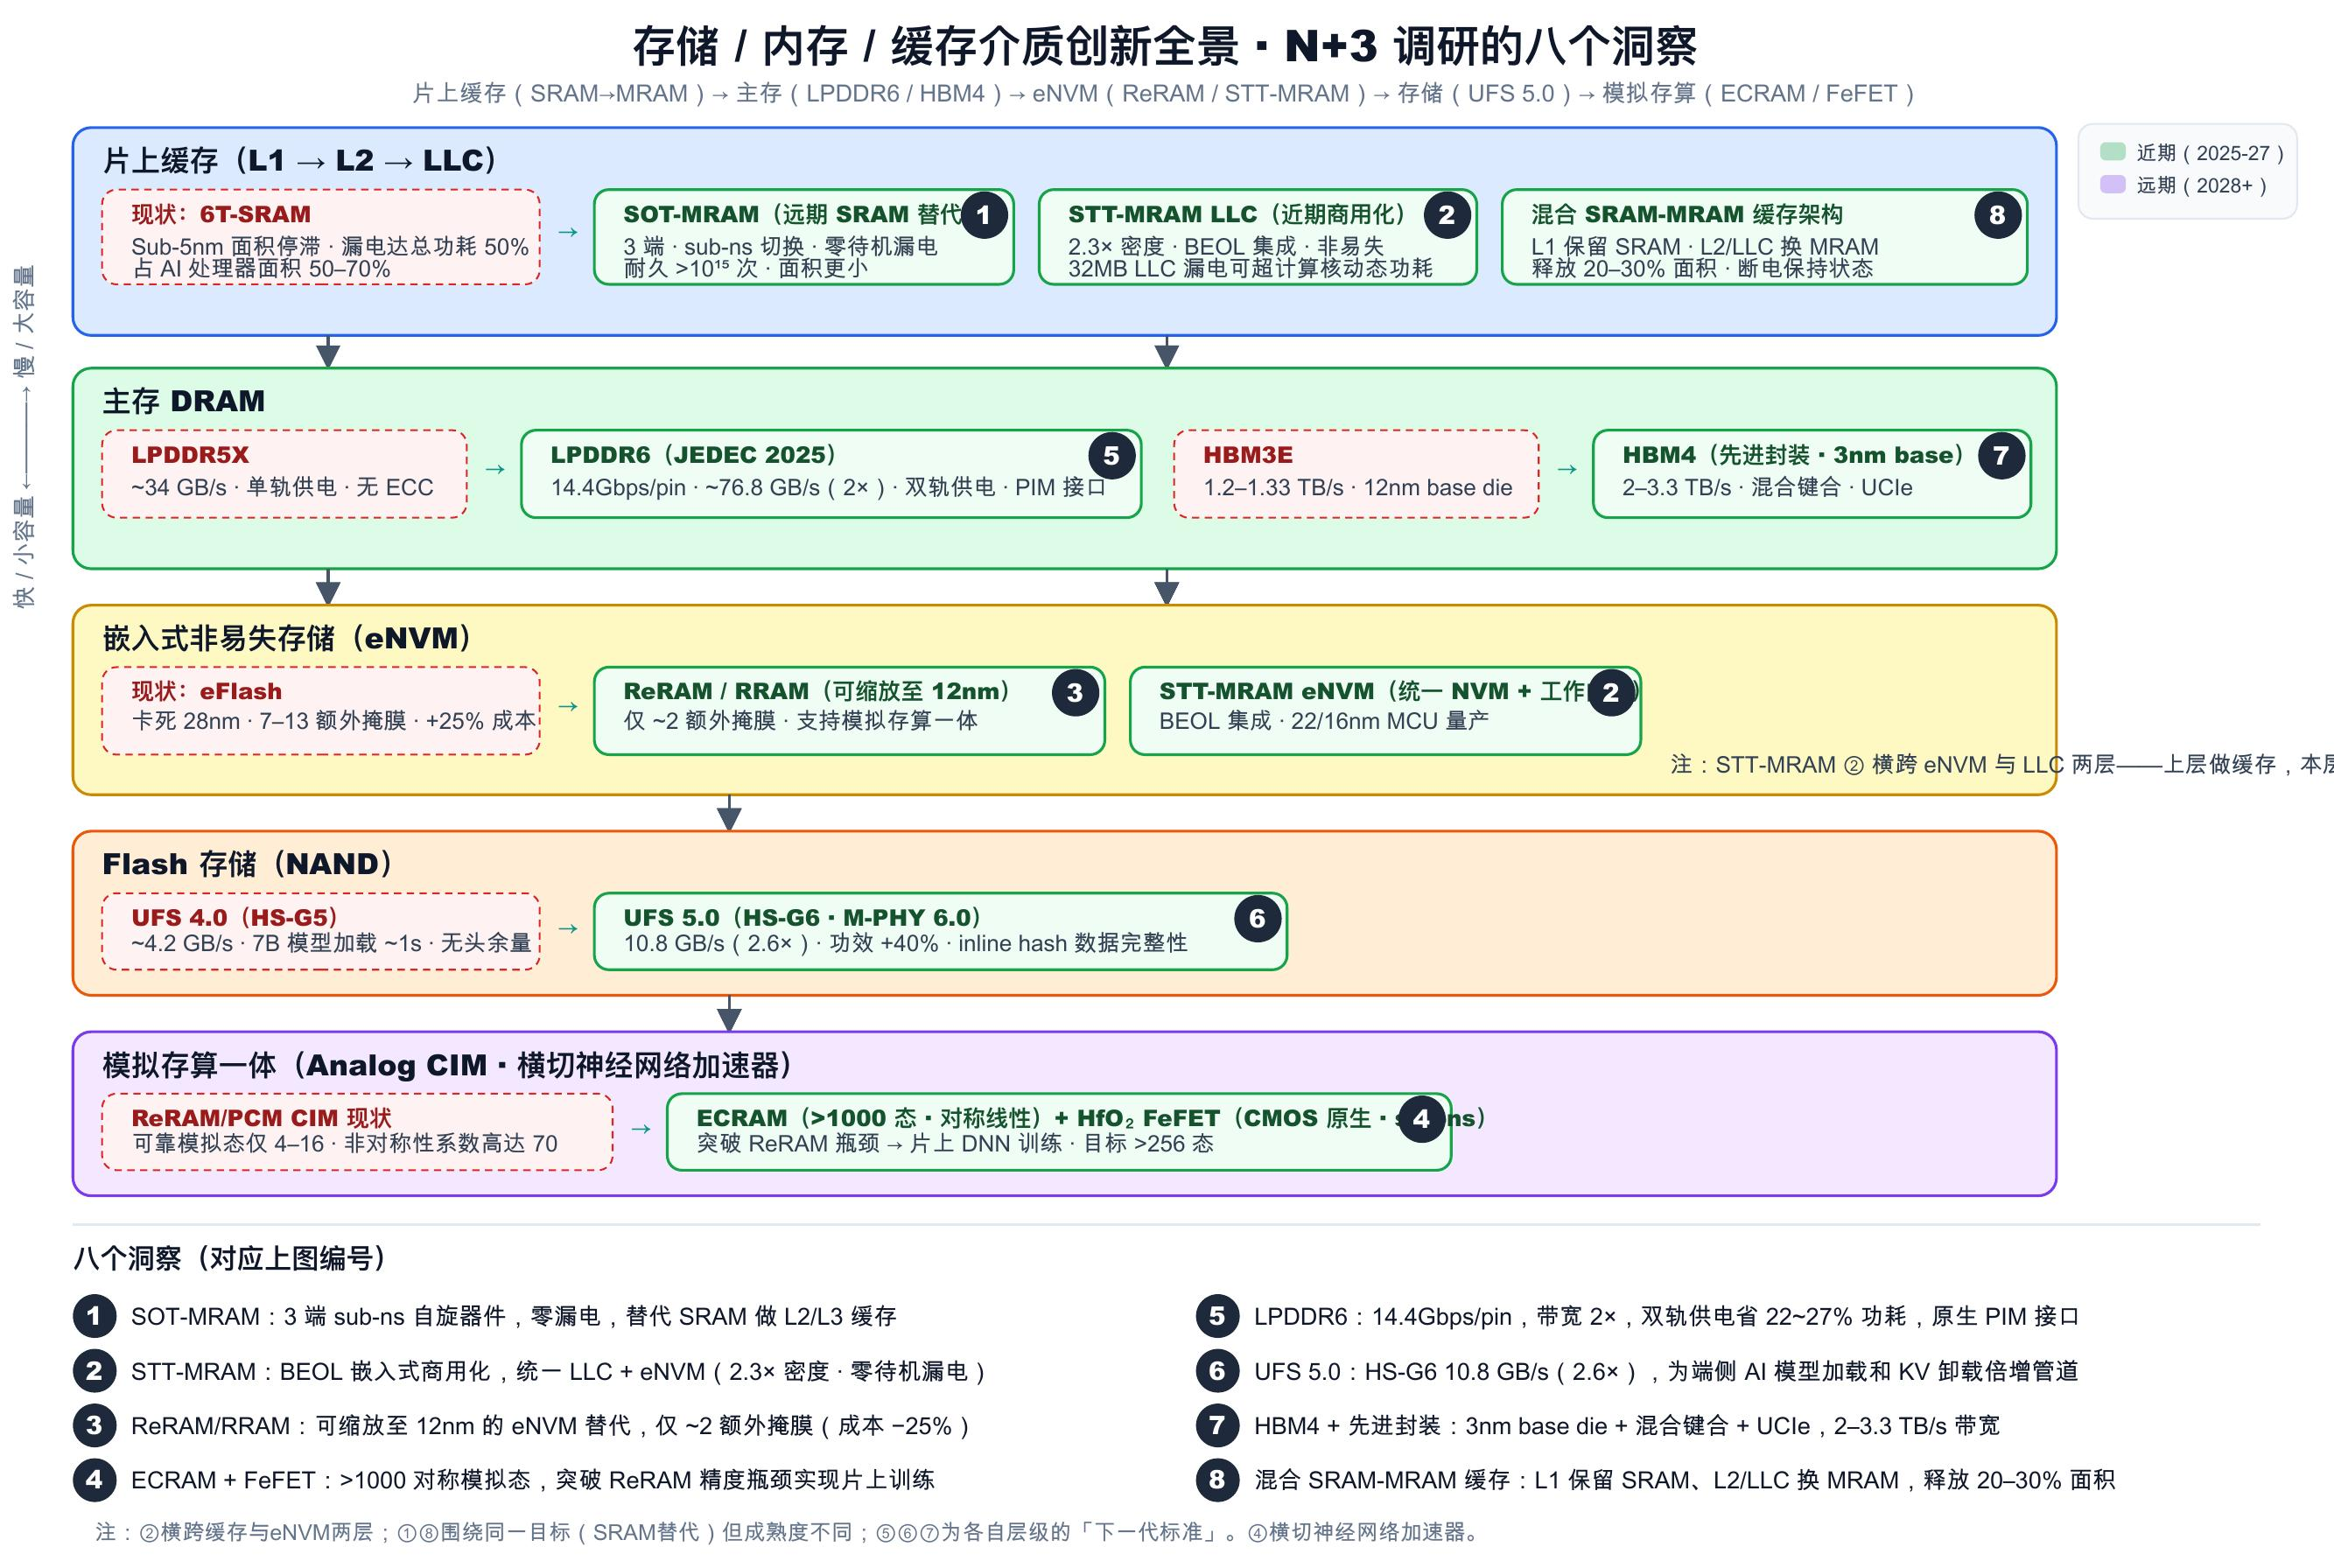 存储 / 内存 / 缓存介质创新全景 · N+3 调研的八个洞察
片上缓存 ( SRAM→MRAM ) → 主存 ( LPDDR6 / HBM4 ) → eNVM ( ReRAM / STT-MRAM ) → 存储 ( UFS 5.0 ) → 模拟存算 ( ECRAM / FeFET )
近期 ( 2025-27 )
远期 ( 2028+ )
快 / 小容量 ←———→ 慢 / 大容量
片上缓存（L1 → L2 → LLC）
现状：6T-SRAM
Sub-5nm 面积停滞 · 漏电达总功耗 50%
占 AI 处理器面积 50–70%
→
SOT-MRAM（远期 SRAM 替代
1
3 端 · sub-ns 切换 · 零待机漏电
耐久 >10¹⁵ 次 · 面积更小
STT-MRAM LLC（近期商用化）
2
2.3× 密度 · BEOL 集成 · 非易失
32MB LLC 漏电可超计算核动态功耗
混合 SRAM-MRAM 缓存架构
8
L1 保留 SRAM · L2/LLC 换 MRAM
释放 20–30% 面积 · 断电保持状态
主存 DRAM
LPDDR5X
~34 GB/s · 单轨供电 · 无 ECC
→
LPDDR6（JEDEC 2025）
5
14.4Gbps/pin · ~76.8 GB/s ( 2× ) · 双轨供电 · PIM 接口
HBM3E
1.2–1.33 TB/s · 12nm base die
→
HBM4（先进封装 · 3nm base）
7
2–3.3 TB/s · 混合键合 · UCIe
嵌入式非易失存储（eNVM）
现状：eFlash
卡死 28nm · 7–13 额外掩膜 · +25% 成本
→
ReRAM / RRAM（可缩放至 12nm）
3
仅 ~2 额外掩膜 · 支持模拟存算一体
STT-MRAM eNVM（统一 NVM + 工作
2
BEOL 集成 · 22/16nm MCU 量产
注：STT-MRAM ② 横跨 eNVM 与 LLC 两层——上层做缓存，本层
Flash 存储（NAND）
UFS 4.0（HS-G5）
~4.2 GB/s · 7B 模型加载 ~1s · 无头余量
→
UFS 5.0（HS-G6 · M-PHY 6.0）
6
10.8 GB/s ( 2.6× ) · 功效 +40% · inline hash 数据完整性
模拟存算一体（Analog CIM · 横切神经网络加速器）
ReRAM/PCM CIM 现状
可靠模拟态仅 4–16 · 非对称性系数高达 70
→
ECRAM（>1000 态 · 对称线性）+ HfO₂ FeFET（CMOS 原生 ·
4
突破 ReRAM 瓶颈 → 片上 DNN 训练 · 目标 >256 态
八个洞察（对应上图编号）
1 SOT-MRAM：3 端 sub-ns 自旋器件，零漏电，替代 SRAM 做 L2/L3 缓存
2 STT-MRAM：BEOL 嵌入式商用化，统一 LLC + eNVM ( 2.3× 密度 · 零待机漏电 )
3 ReRAM/RRAM：可缩放至 12nm 的 eNVM 替代，仅 ~2 额外掩膜 ( 成本 −25% )
4 ECRAM + FeFET：>1000 对称模拟态，突破 ReRAM 精度瓶颈实现片上训练
5 LPDDR6：14.4Gbps/pin，带宽 2×，双轨供电省 22~27% 功耗，原生 PIM 接口
6 UFS 5.0：HS-G6 10.8 GB/s ( 2.6× ) ，为端侧 AI 模型加载和 KV 卸载倍增管道
7 HBM4 + 先进封装：3nm base die + 混合键合 + UCIe，2–3.3 TB/s 带宽
8 混合 SRAM-MRAM 缓存：L1 保留 SRAM、L2/LLC 换 MRAM，释放 20–30% 面积
注：②横跨缓存与eNVM两层；①⑧围绕同一目标（SRAM替代）但成熟度不同；⑤⑥⑦为各自层级的「下一代标准」。④横切神经网络加速器。